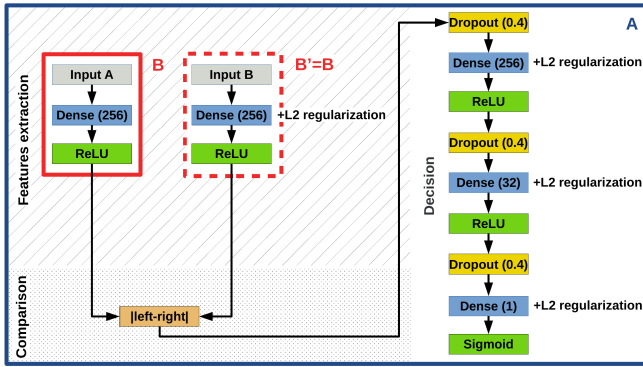 Features extraction
Comparison
Input A
Dense (256)
ReLU
B
Input B
Dense (256)
ReLU
B'=B
+L2 regularization
|left-right|
Decision
A
Dropout (0.4)
Dense (256)
+L2 regularization
ReLU
Dropout (0.4)
Dense (32)
+L2 regularization
ReLU
Dropout (0.4)
Dense (1)
+L2 regularization
Sigmoid